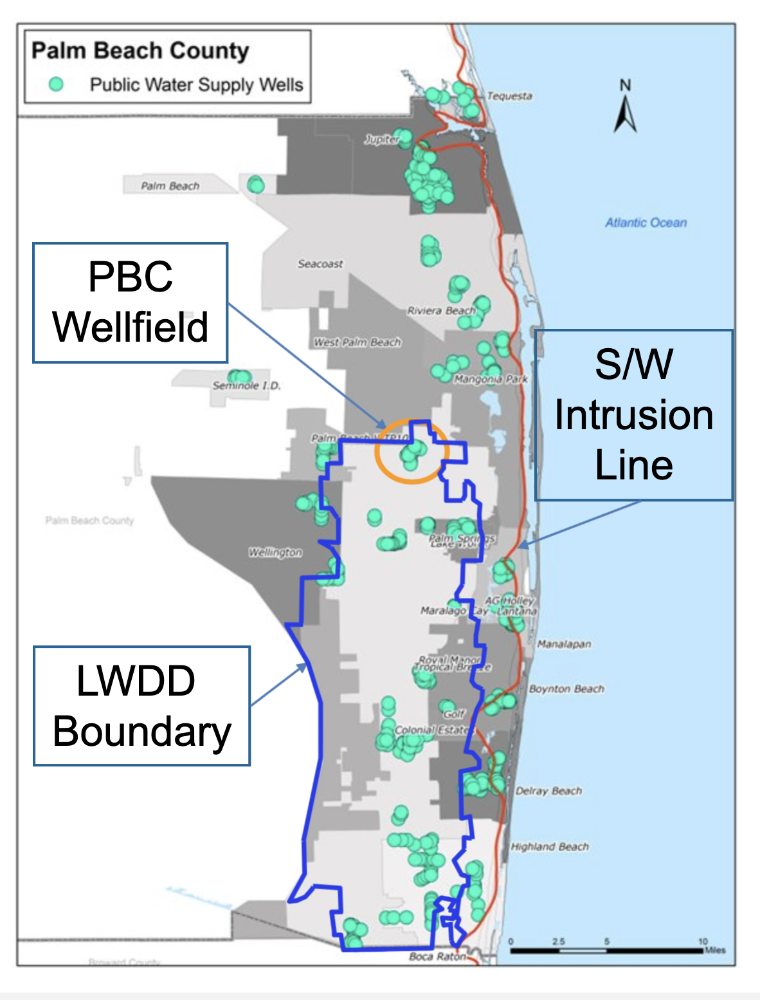 Palm Beach County
Public Water Supply Wells
N
Tequesta
Jupiter
Palm Beach
Atlantic Ocean
PBC
Wellfield
Seacoast
Riviera Beach
West Palm Beach
S/W
Intrusion
Line
Mangonia Park
Seminole I.D.
Palm Beach
Palm Beach County
Palm Springs
Wellington
AG Holley
Maralago Cay
Lantana
Manalapan
LWDD
Boundary
Royal Manor
Tropical Breeze
Boynton Beach
Golf
Colonial Estates
Delray Beach
Highland Beach
0 2.5 5 10
Miles
Boca Raton
Broward County